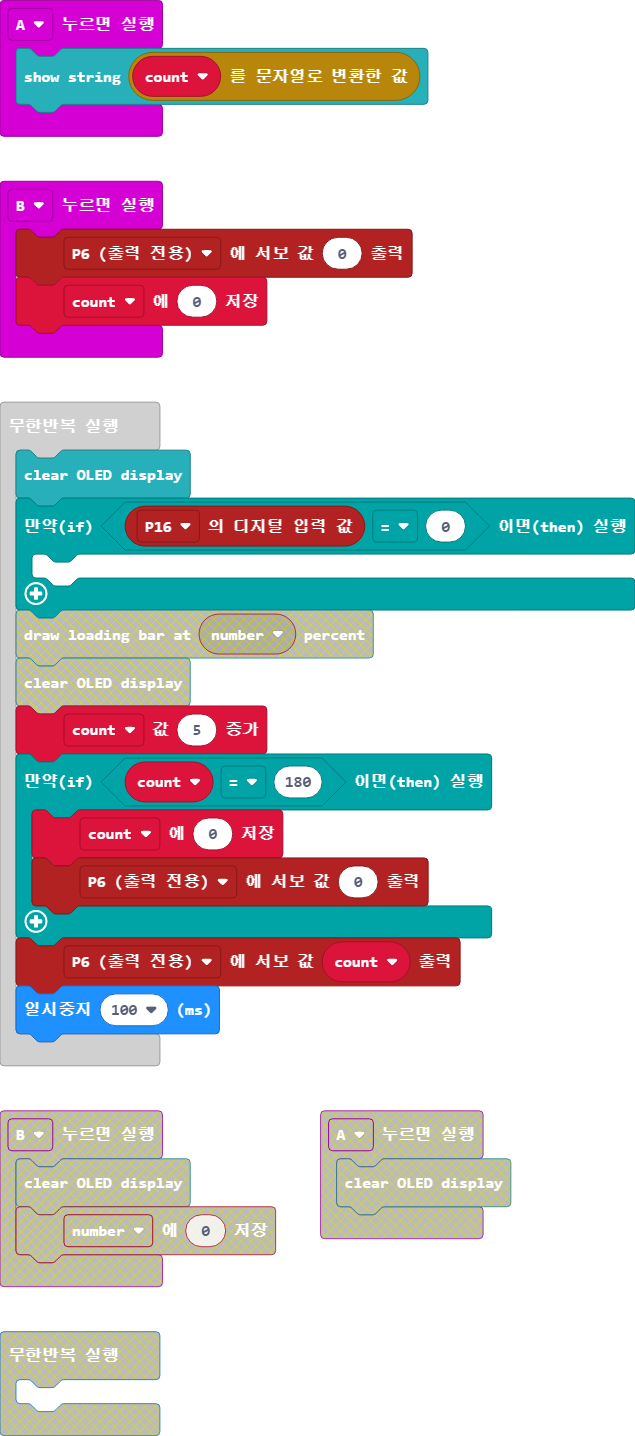 A 누르면 실행
show string count 를 문자열로 변환한 값
B 누르면 실행
P6 (출력 전용) 에 서보 값 0 출력
count 에 0 저장
무한반복 실행
clear OLED display
만약(if) P16 의 디지털 입력 값 = 0 이면(then) 실행
draw loading bar at number percent
clear OLED display
count 값 5 증가
만약(if) count = 180 이면(then) 실행
count 에 0 저장
P6 (출력 전용) 에 서보 값 0 출력
P6 (출력 전용) 에 서보 값 count 출력
일시중지 100 (ms)
B 누르면 실행
clear OLED display
number 에 0 저장
A 누르면 실행
clear OLED display
무한반복 실행